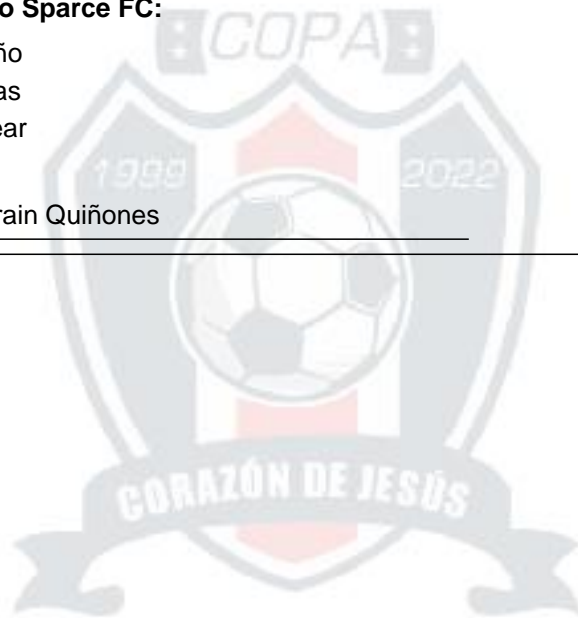 o Sparce FC:
COPA
ño
as
ear
1999 2022
rain Quiñones
CORAZÓN DE JESÚS